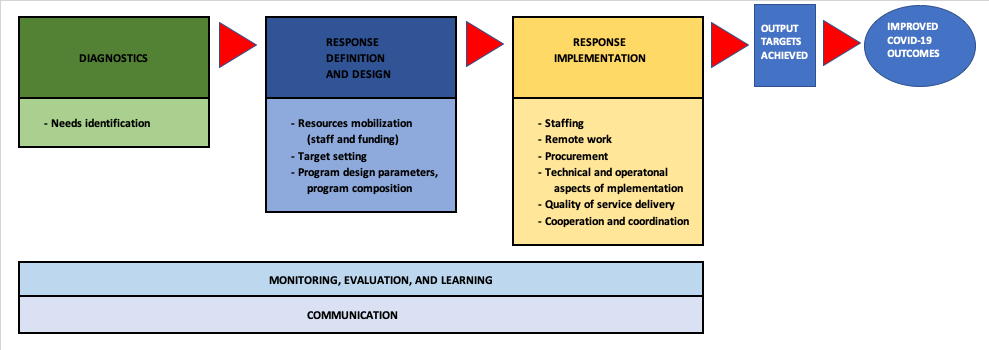 DIAGNOSTICS
- Needs identification
RESPONSE
DEFINITION
AND DESIGN
- Resources mobilization
(staff and funding)
- Target setting
- Program design parameters,
program composition
RESPONSE
IMPLEMENTATION
- Staffing
- Remote work
- Procurement
- Technical and operatonal
aspects of mplementation
- Quality of service delivery
- Cooperation and coordination
OUTPUT
TARGETS
ACHIEVED
IMPROVED
COVID-19
OUTCOMES
MONITORING, EVALUATION, AND LEARNING
COMMUNICATION